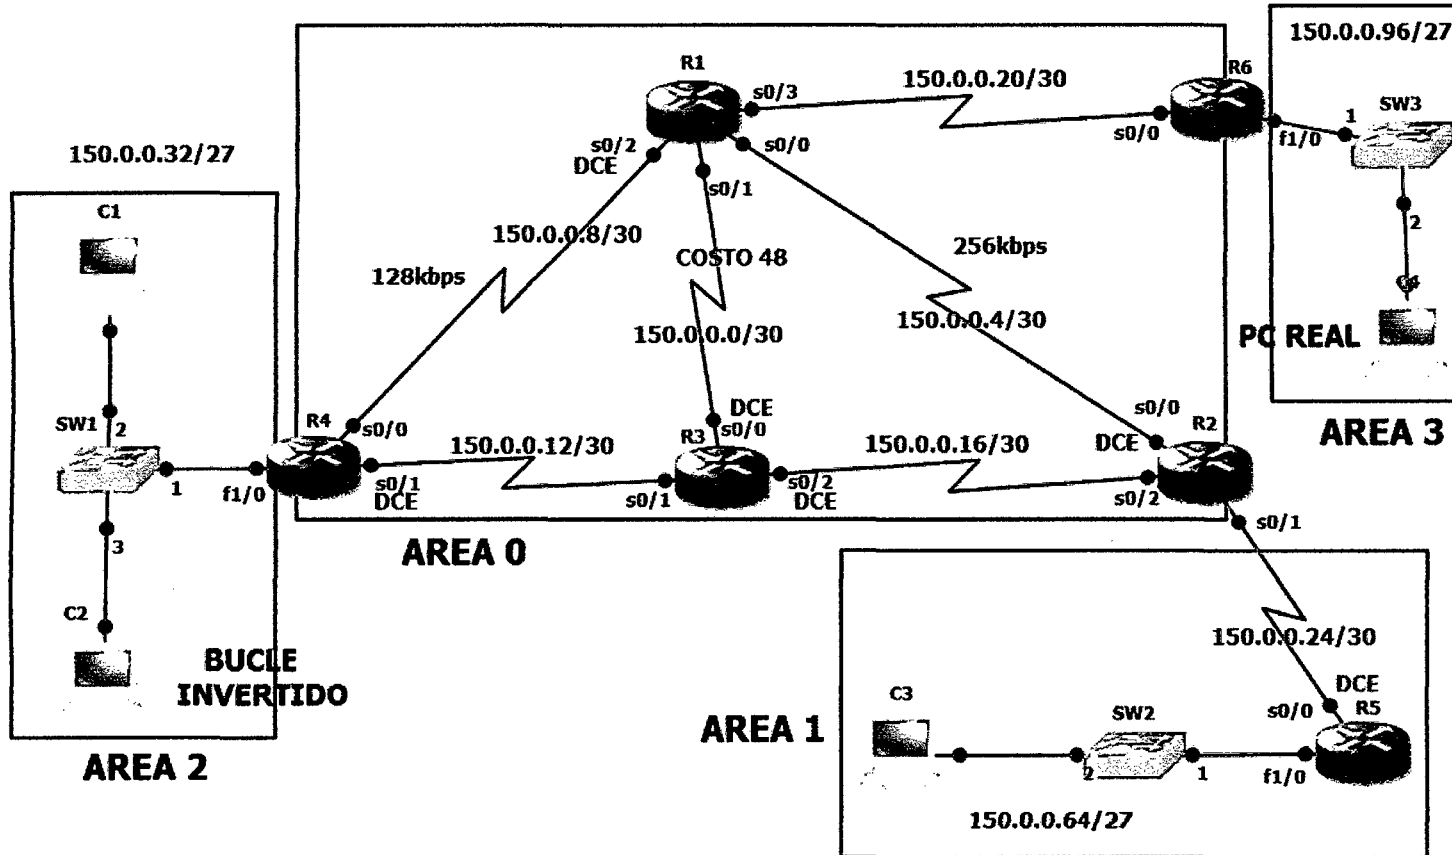 150.0.0.96/27
R1
150.0.0.20/30
R6
SW3
s0/3
s0/0
f1/0
1
2
C4
PC REAL
AREA 3
150.0.0.32/27
s0/2
DCE
s0/0
s0/1
150.0.0.8/30
128kbps
COSTO 48
256kbps
150.0.0.0/30
150.0.0.4/30
C1
SW1
2
1
3
f1/0
R4
s0/0
s0/1
DCE
150.0.0.12/30
R3
DCE
s0/0
s0/1
s0/2
DCE
150.0.0.16/30
s0/0
DCE
R2
s0/2
s0/1
AREA 0
C2
BUCLE
INVERTIDO
AREA 2
150.0.0.24/30
DCE
s0/0
R5
AREA 1
C3
SW2
2
1
f1/0
150.0.0.64/27